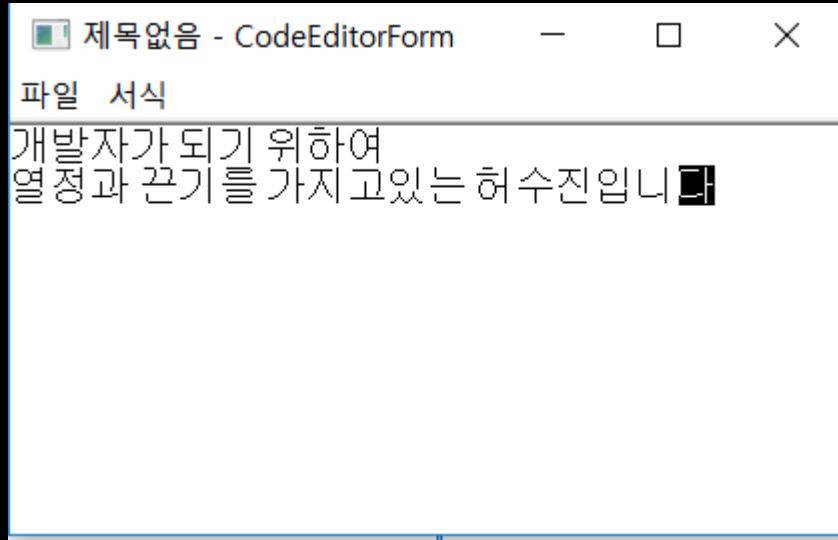 제목없음 - CodeEditorForm
파일 서식
개발자가 되기 위하여
열정과 끈기를 가지고있는 허수진입니다